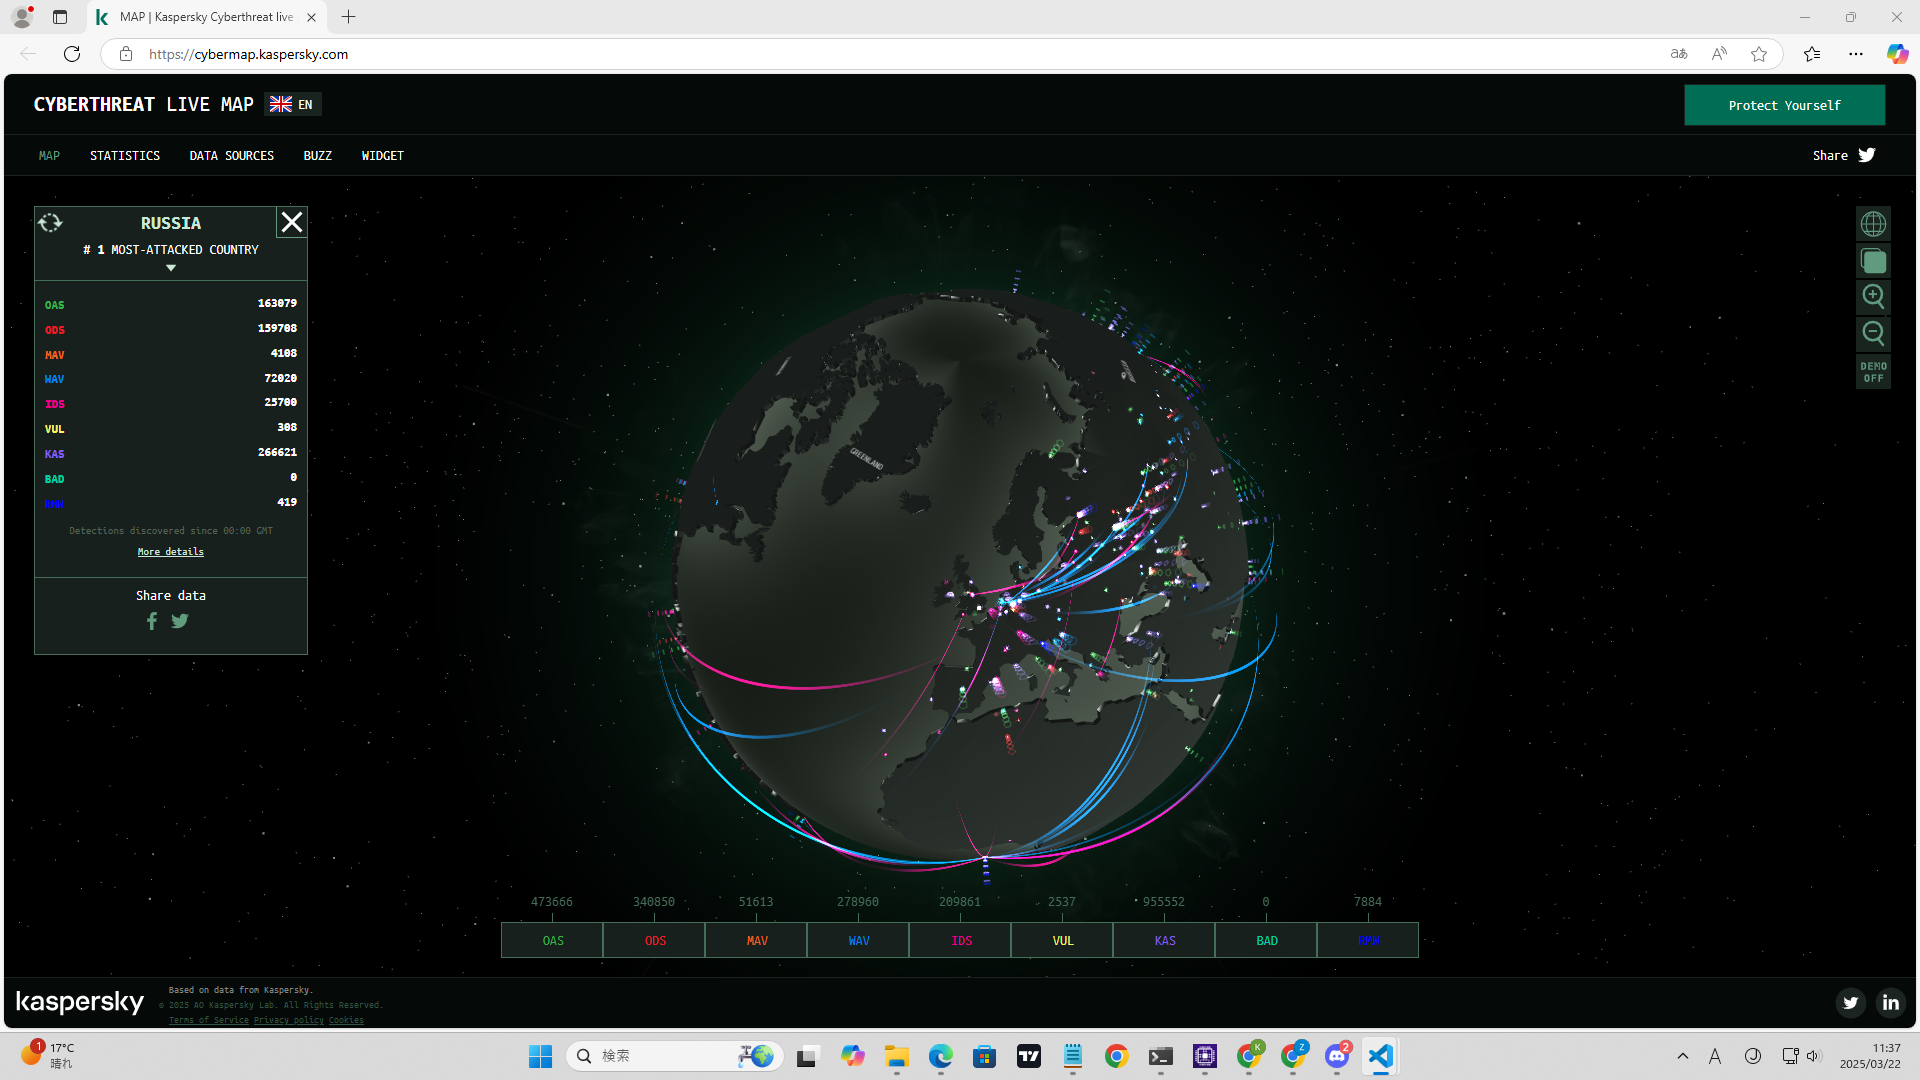 MAP | Kaspersky Cyberthreat live
https://cybermap.kaspersky.com
CYBERTHREAT LIVE MAP EN
Protect Yourself
MAP STATISTICS DATA SOURCES BUZZ WIDGET
Share
RUSSIA
# 1 MOST-ATTACKED COUNTRY
OAS 163079
ODS 159708
MAV 4108
WAV 72020
IDS 25700
VUL 308
KAS 266621
BAD 0
RMW 419
Detections discovered since 00:00 GMT
More details
Share data
DEMO
OFF
GREENLAND
473666 340850 51613 278960 209861 2537 955552 0 7884
OAS ODS MAV WAV IDS VUL KAS BAD RMW
kaspersky
Based on data from Kaspersky.
© 2025 AO Kaspersky Lab. All Rights Reserved.
Terms of Service Privacy policy Cookies
1
17°C
晴れ
検索
K
Z
2
A
11:37
2025/03/22